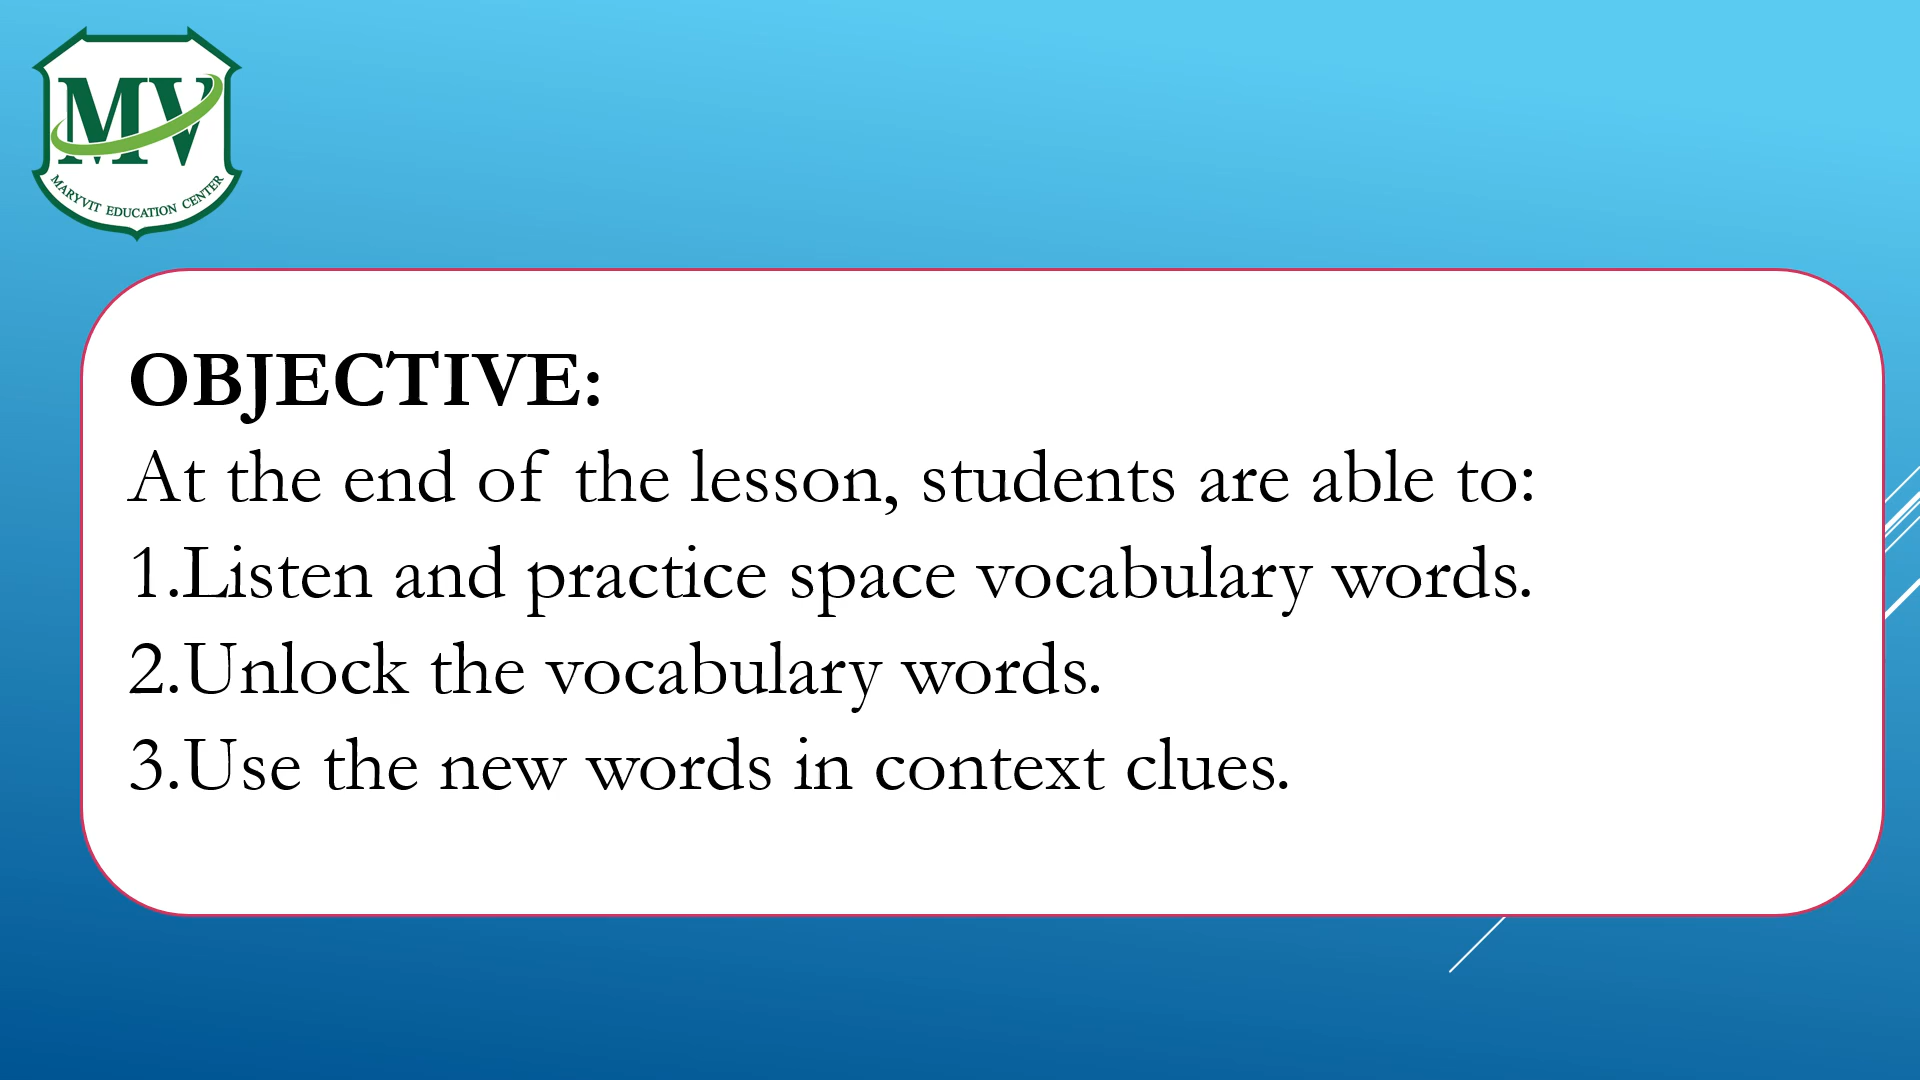 MV
MARYVIT EDUCATION CENTER
OBJECTIVE:
At the end of the lesson, students are able to:
1.Listen and practice space vocabulary words.
2.Unlock the vocabulary words.
3.Use the new words in context clues.